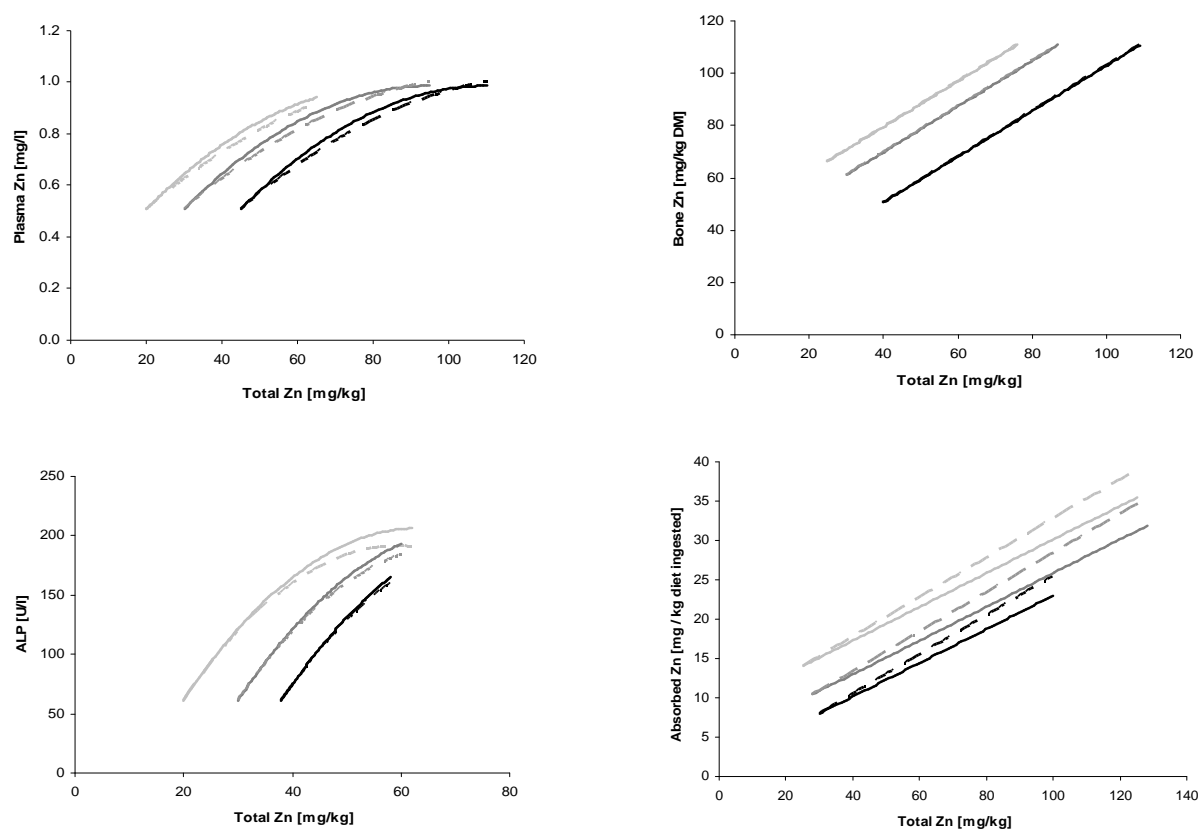 Plasma Zn [mg/l]
1.2
1.0
0.8
0.6
0.4
0.2
0.0
0 20 40 60 80 100 120
Total Zn [mg/kg]
Bone Zn [mg/kg DM]
120
100
80
60
40
20
0
0 20 40 60 80 100 120
Total Zn [mg/kg]
ALP [U/l]
250
200
150
100
50
0
0 20 40 60 80
Total Zn [mg/kg]
Absorbed Zn [mg / kg diet ingested]
40
35
30
25
20
15
10
5
0
0 20 40 60 80 100 120 140
Total Zn [mg/kg]